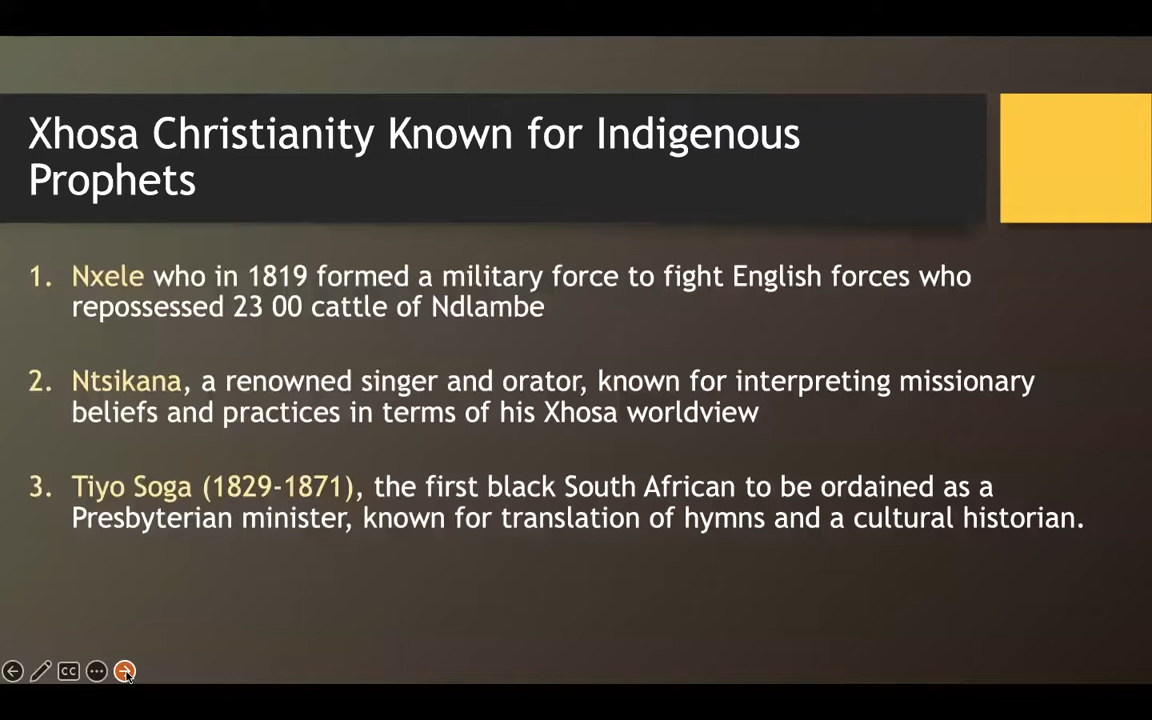 Xhosa Christianity Known for Indigenous
Prophets
1. Nxele who in 1819 formed a military force to fight English forces who
repossessed 23 00 cattle of Ndlambe
2. Ntsikana, a renowned singer and orator, known for interpreting missionary
beliefs and practices in terms of his Xhosa worldview
3. Tiyo Soga (1829-1871), the first black South African to be ordained as a
Presbyterian minister, known for translation of hymns and a cultural historian.
CC